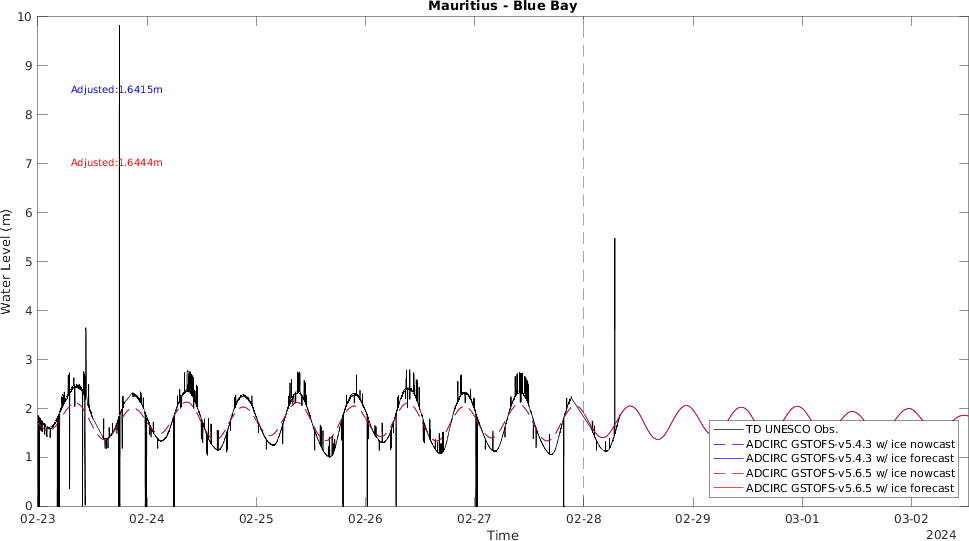 Mauritius - Blue Bay
10
9
8
7
6
5
4
3
2
1
0
Water Level (m)
Adjusted:1.6415m
Adjusted:1.6444m
TD UNESCO Obs.
ADCIRC GSTOFS-v5.4.3 w/ ice nowcast
ADCIRC GSTOFS-v5.4.3 w/ ice forecast
ADCIRC GSTOFS-v5.6.5 w/ ice nowcast
ADCIRC GSTOFS-v5.6.5 w/ ice forecast
02-23 02-24 02-25 02-26 02-27 02-28 02-29 03-01 03-02
Time
2024